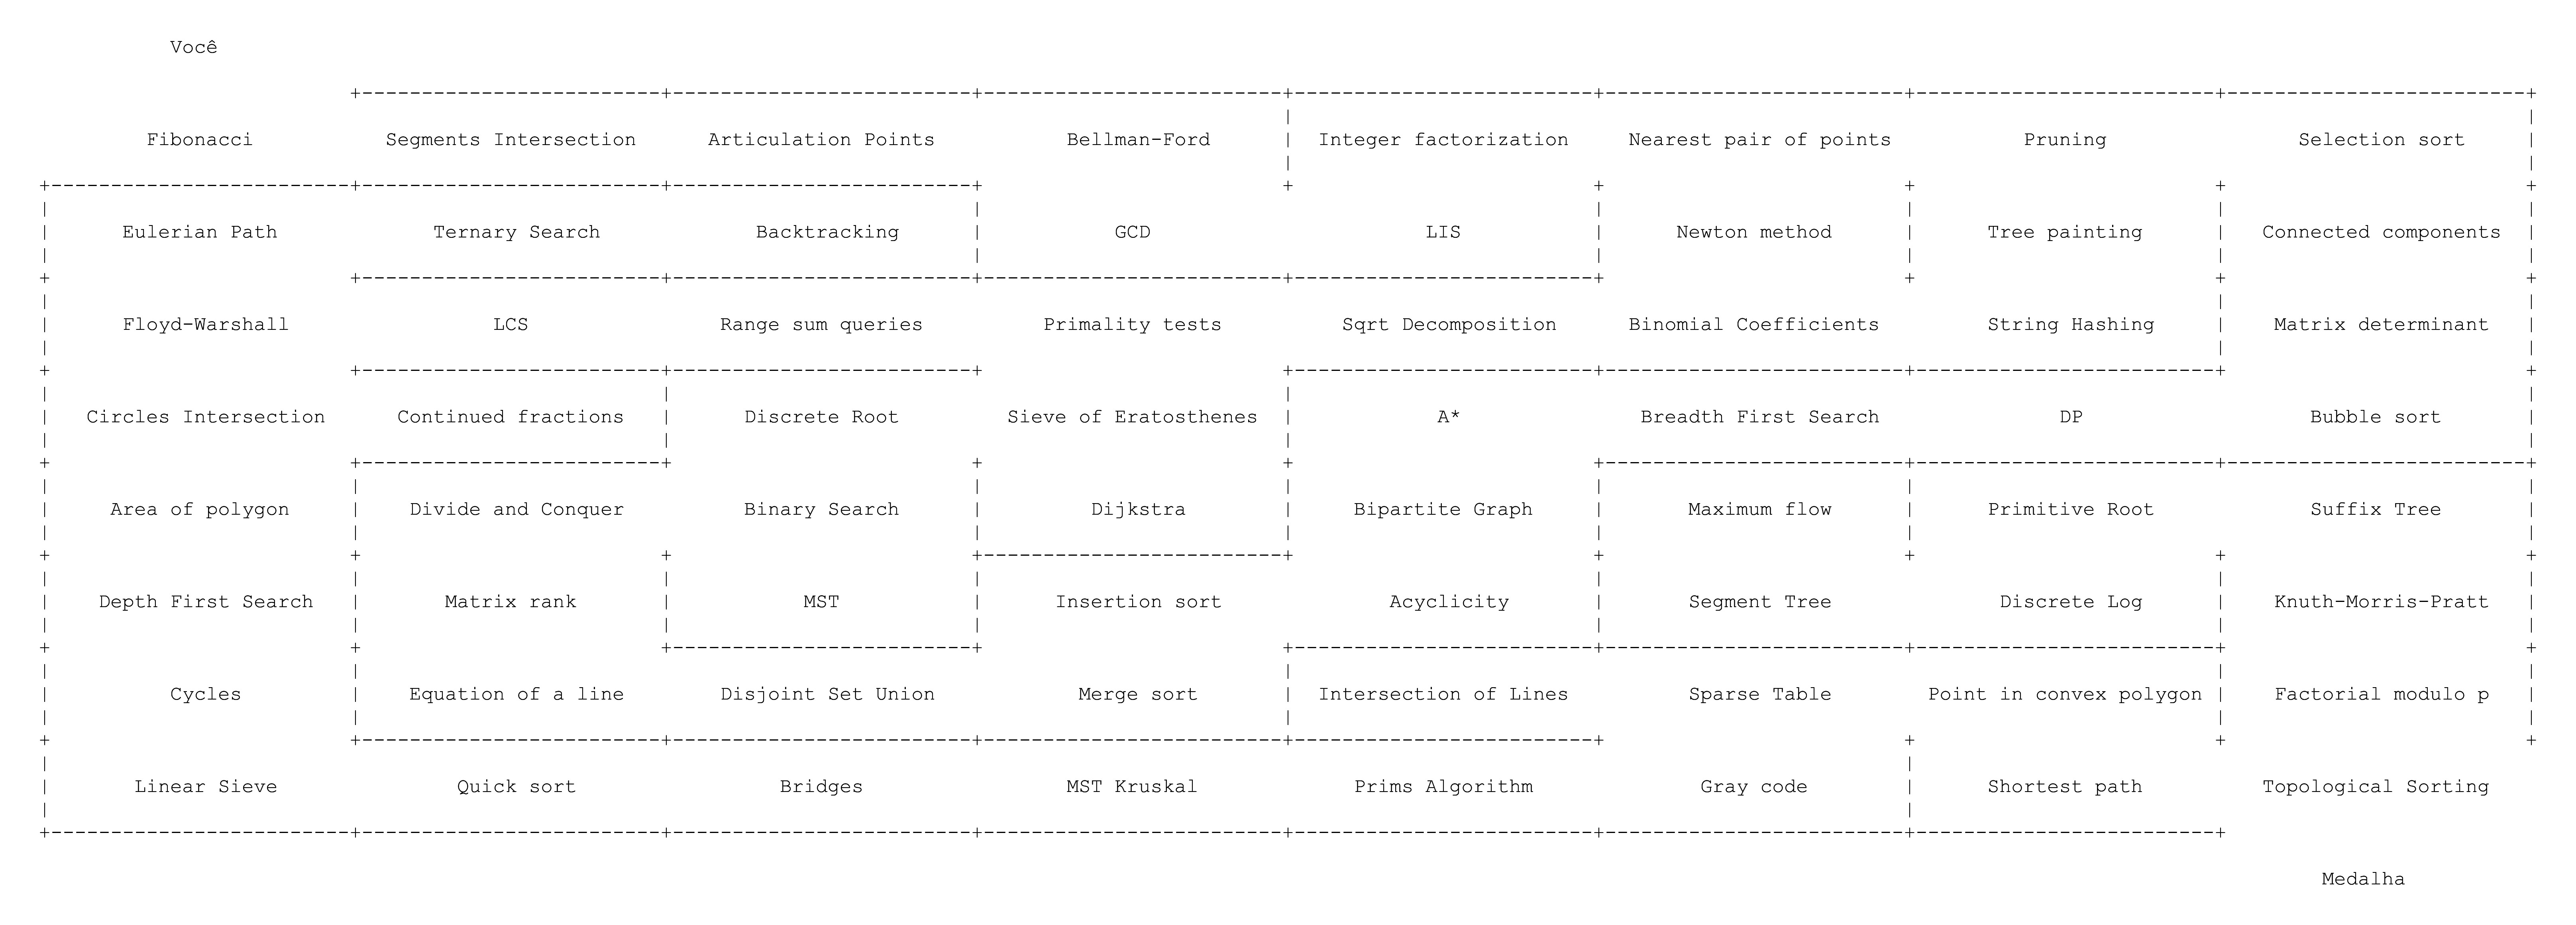 Você
Fibonacci Segments Intersection Articulation Points Bellman-Ford Integer factorization Nearest pair of points Pruning Selection sort
Eulerian Path Ternary Search Backtracking GCD LIS Newton method Tree painting Connected components
Floyd-Warshall LCS Range sum queries Primality tests Sqrt Decomposition Binomial Coefficients String Hashing Matrix determinant
Circles Intersection Continued fractions Discrete Root Sieve of Eratosthenes A* Breadth First Search DP Bubble sort
Area of polygon Divide and Conquer Binary Search Dijkstra Bipartite Graph Maximum flow Primitive Root Suffix Tree
Depth First Search Matrix rank MST Insertion sort Acyclicity Segment Tree Discrete Log Knuth-Morris-Pratt
Cycles Equation of a line Disjoint Set Union Merge sort Intersection of Lines Sparse Table Point in convex polygon Factorial modulo p
Linear Sieve Quick sort Bridges MST Kruskal Prims Algorithm Gray code Shortest path Topological Sorting
Medalha